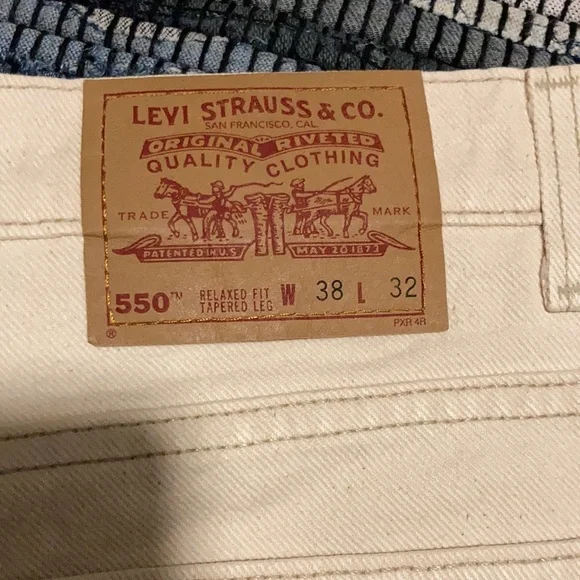 LEVI STRAUSS & CO.
SAN FRANCISCO, CAL.
ORIGINAL RIVETED
QUALITY CLOTHING
TRADE MARK
PATENTED IN U.S. MAY 20 1873
550™ RELAXED FIT W 38 L 32
TAPERED LEG
® PXR 4R